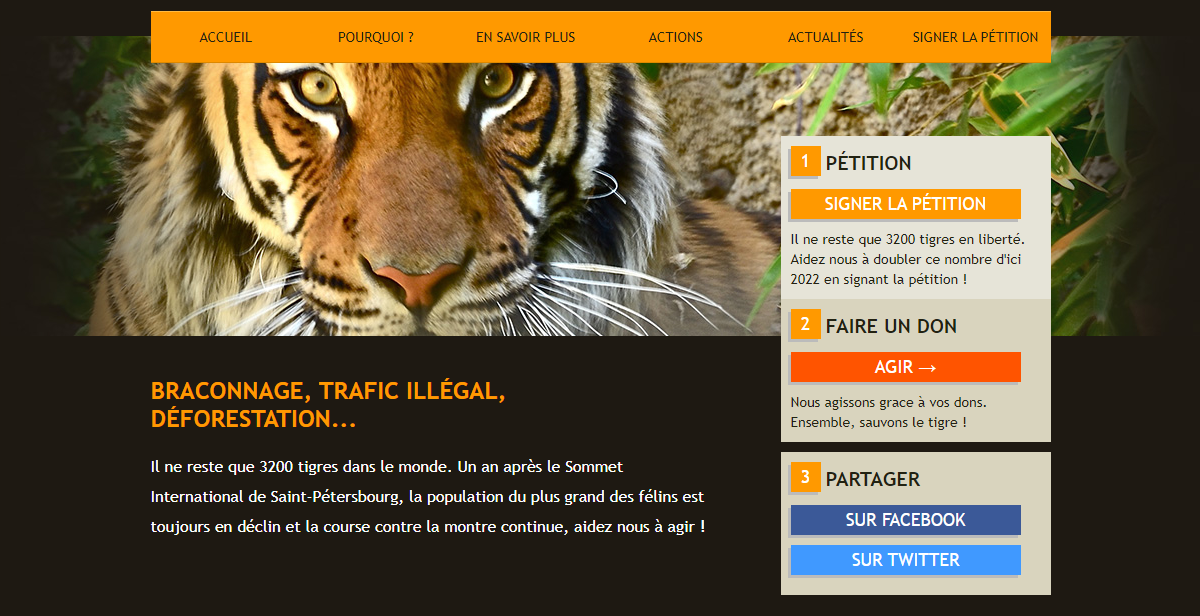 ACCUEIL
POURQUOI ?
EN SAVOIR PLUS
ACTIONS
ACTUALITÉS
SIGNER LA PÉTITION
1 PÉTITION
SIGNER LA PÉTITION
Il ne reste que 3200 tigres en liberté.
Aidez nous à doubler ce nombre d'ici
2022 en signant la pétition !
2 FAIRE UN DON
AGIR →
Nous agissons grace à vos dons.
Ensemble, sauvons le tigre !
3 PARTAGER
SUR FACEBOOK
SUR TWITTER
BRACONNAGE, TRAFIC ILLÉGAL,
DÉFORESTATION...
Il ne reste que 3200 tigres dans le monde. Un an après le Sommet
International de Saint-Pétersbourg, la population du plus grand des félins est
toujours en déclin et la course contre la montre continue, aidez nous à agir !